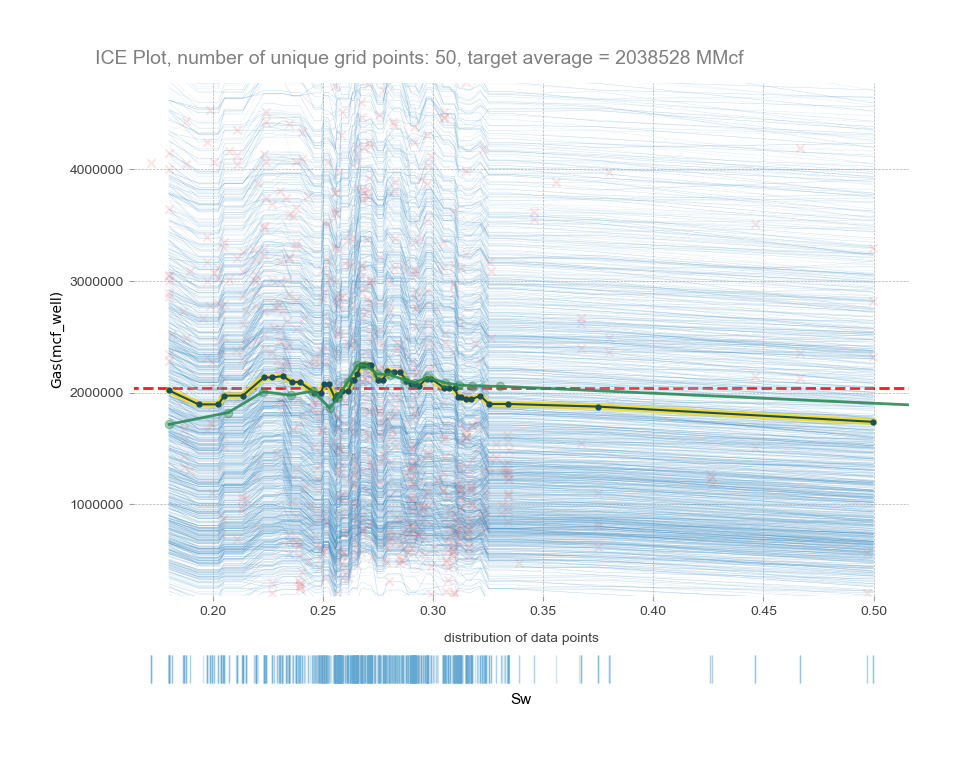 ICE Plot, number of unique grid points: 50, target average = 2038528 MMcf
Gas(mcf_well)
4000000
3000000
2000000
1000000
0.20 0.25 0.30 0.35 0.40 0.45 0.50
distribution of data points
Sw